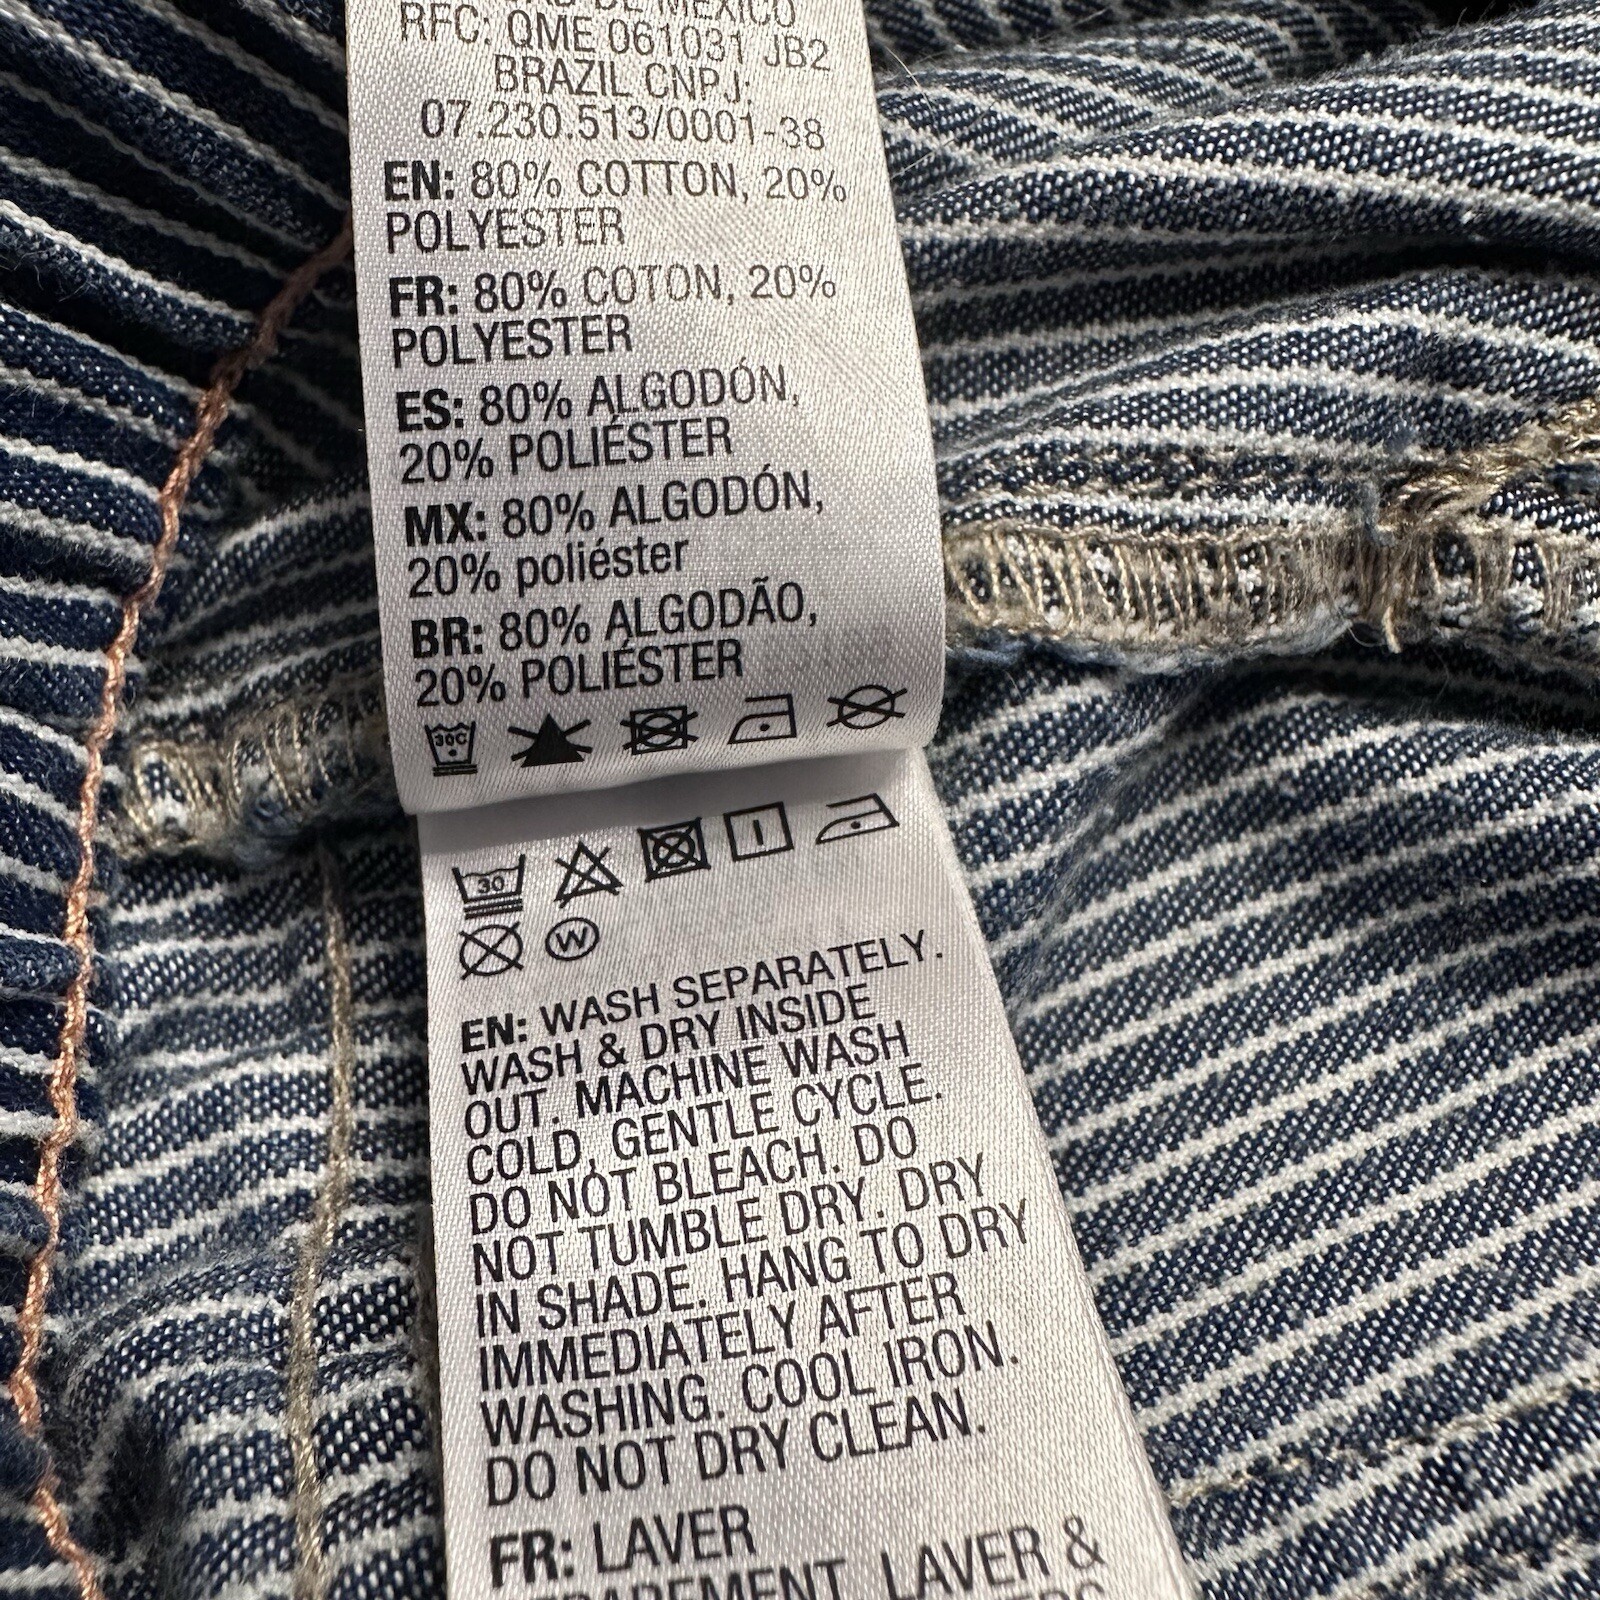 DE MEXICO
RFC: QME 061031 JB2
BRAZIL CNPJ:
07.230.513/0001-38
EN: 80% COTTON, 20%
POLYESTER
FR: 80% COTON, 20%
POLYESTER
ES: 80% ALGODÓN,
20% POLIÉSTER
MX: 80% ALGODÓN,
20% poliéster
BR: 80% ALGODÃO,
20% POLIÉSTER
30C
30
W
EN: WASH SEPARATELY.
WASH & DRY INSIDE
OUT. MACHINE WASH
COLD, GENTLE CYCLE.
DO NOT BLEACH. DO
NOT TUMBLE DRY. DRY
IN SHADE. HANG TO DRY
IMMEDIATELY AFTER
WASHING. COOL IRON.
DO NOT DRY CLEAN.
FR: LAVER
LAVER &